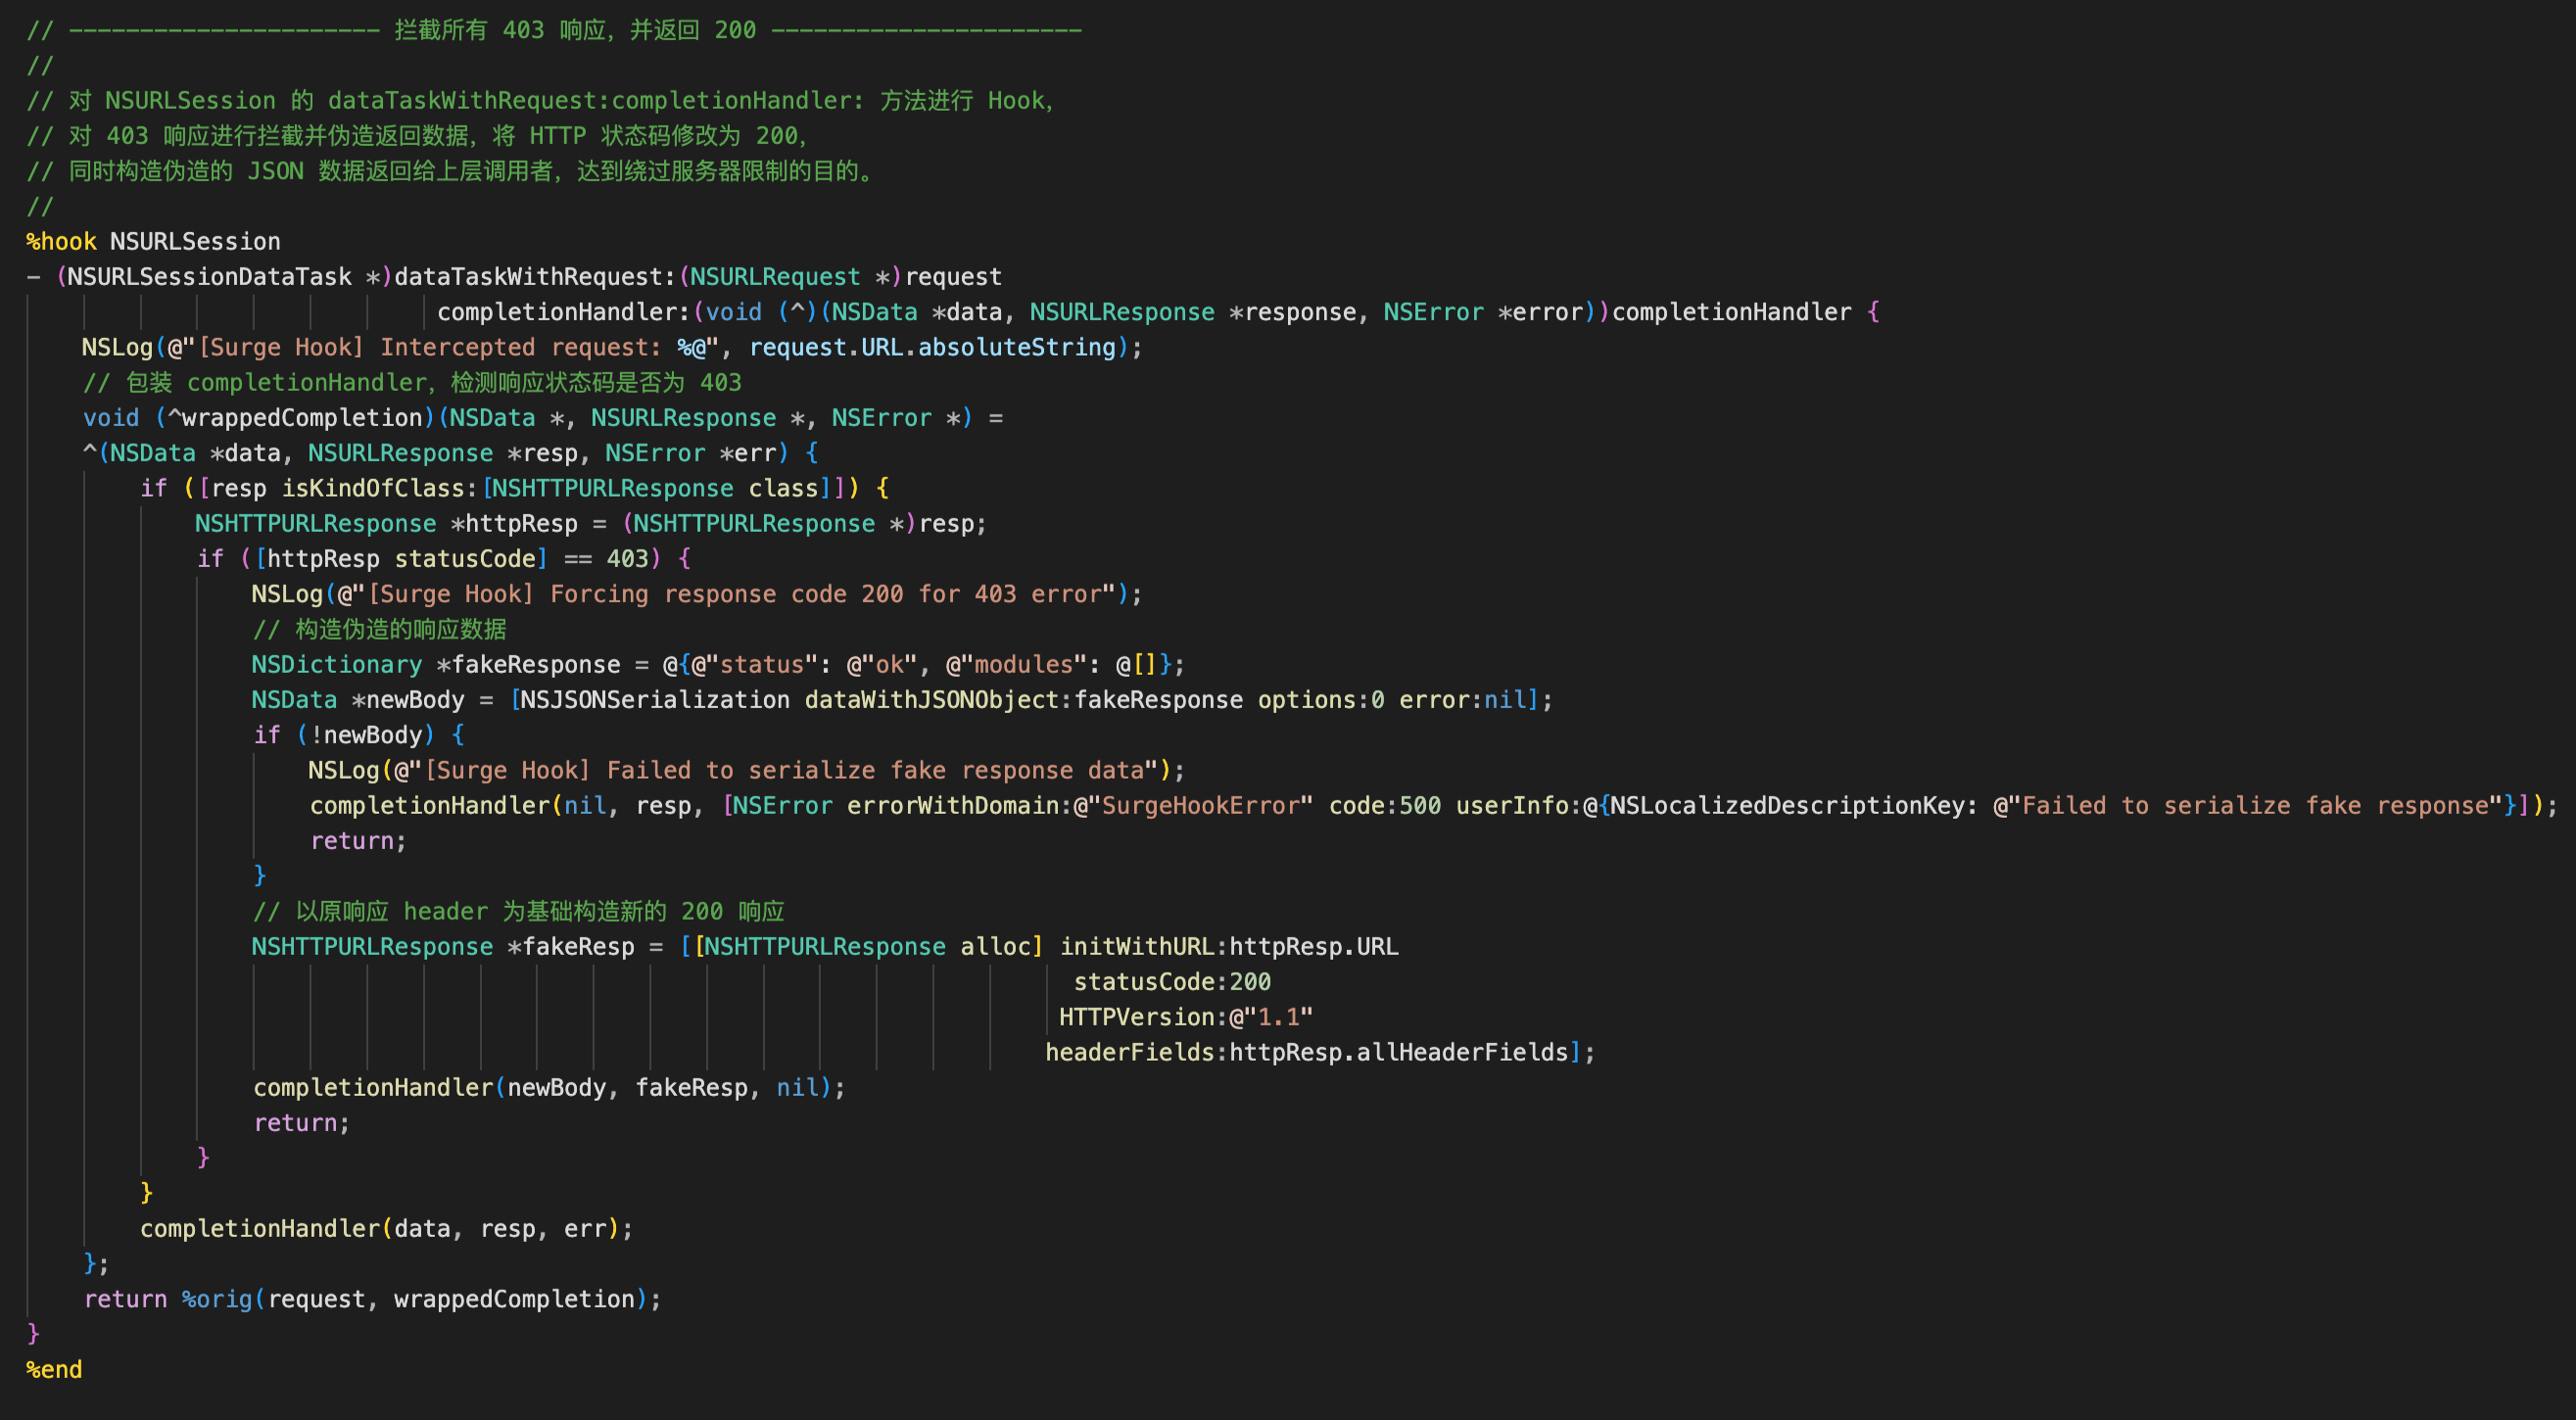 // ---------------------- 拦截所有 403 响应，并返回 200 ----------------------
//
// 对 NSURLSession 的 dataTaskWithRequest:completionHandler: 方法进行 Hook，
// 对 403 响应进行拦截并伪造返回数据，将 HTTP 状态码修改为 200，
// 同时构造伪造的 JSON 数据返回给上层调用者，达到绕过服务器限制的目的。
//
%hook NSURLSession
- (NSURLSessionDataTask *)dataTaskWithRequest:(NSURLRequest *)request
                             completionHandler:(void (^)(NSData *data, NSURLResponse *response, NSError *error))completionHandler {
    NSLog(@"[Surge Hook] Intercepted request: %@", request.URL.absoluteString);
    // 包装 completionHandler，检测响应状态码是否为 403
    void (^wrappedCompletion)(NSData *, NSURLResponse *, NSError *) =
    ^(NSData *data, NSURLResponse *resp, NSError *err) {
        if ([resp isKindOfClass:[NSHTTPURLResponse class]]) {
            NSHTTPURLResponse *httpResp = (NSHTTPURLResponse *)resp;
            if ([httpResp statusCode] == 403) {
                NSLog(@"[Surge Hook] Forcing response code 200 for 403 error");
                // 构造伪造的响应数据
                NSDictionary *fakeResponse = @{@"status": @"ok", @"modules": @[]};
                NSData *newBody = [NSJSONSerialization dataWithJSONObject:fakeResponse options:0 error:nil];
                if (!newBody) {
                    NSLog(@"[Surge Hook] Failed to serialize fake response data");
                    completionHandler(nil, resp, [NSError errorWithDomain:@"SurgeHookError" code:500 userInfo:@{NSLocalizedDescriptionKey: @"Failed to serialize fake response"}]);
                    return;
                }
                // 以原响应 header 为基础构造新的 200 响应
                NSHTTPURLResponse *fakeResp = [[NSHTTPURLResponse alloc] initWithURL:httpResp.URL
                                                                          statusCode:200
                                                                         HTTPVersion:@"1.1"
                                                                        headerFields:httpResp.allHeaderFields];
                completionHandler(newBody, fakeResp, nil);
                return;
            }
        }
        completionHandler(data, resp, err);
    };
    return %orig(request, wrappedCompletion);
}
%end